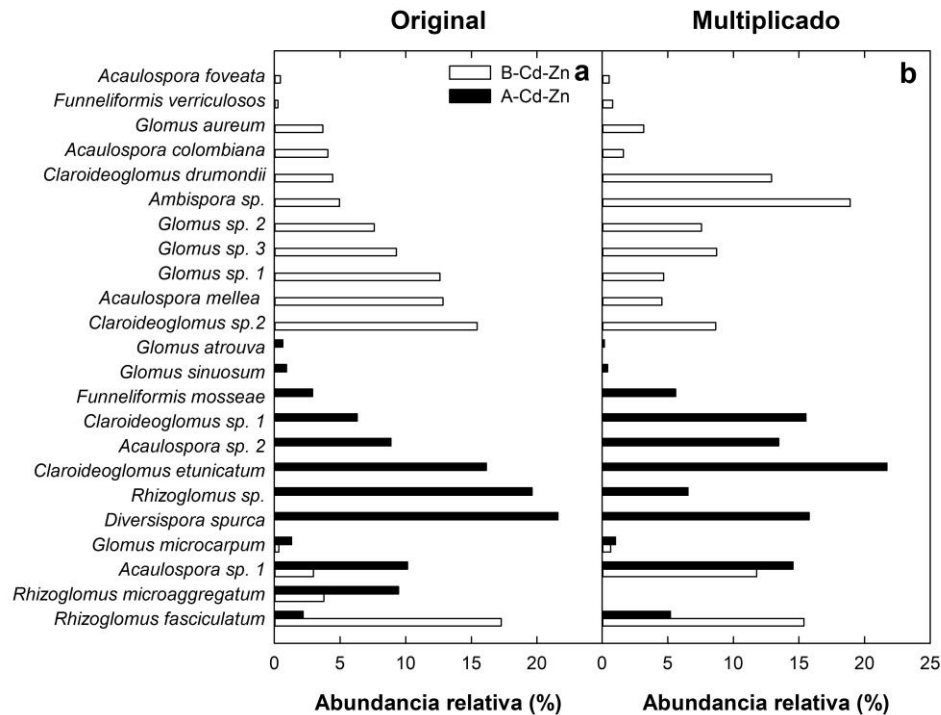 Original
Multiplicado
B-Cd-Zn
A-Cd-Zn
a
b
Acaulospora foveata
Funneliformis verriculosos
Glomus aureum
Acaulospora colombiana
Claroideoglomus drumondii
Ambispora sp.
Glomus sp. 2
Glomus sp. 3
Glomus sp. 1
Acaulospora mellea
Claroideoglomus sp.2
Glomus atrouva
Glomus sinuosum
Funneliformis mosseae
Claroideoglomus sp. 1
Acaulospora sp. 2
Claroideoglomus etunicatum
Rhizoglomus sp.
Diversispora spurca
Glomus microcarpum
Acaulospora sp. 1
Rhizoglomus microaggregatum
Rhizoglomus fasciculatum
0 5 10 15 20
0 5 10 15 20 25
Abundancia relativa (%)
Abundancia relativa (%)